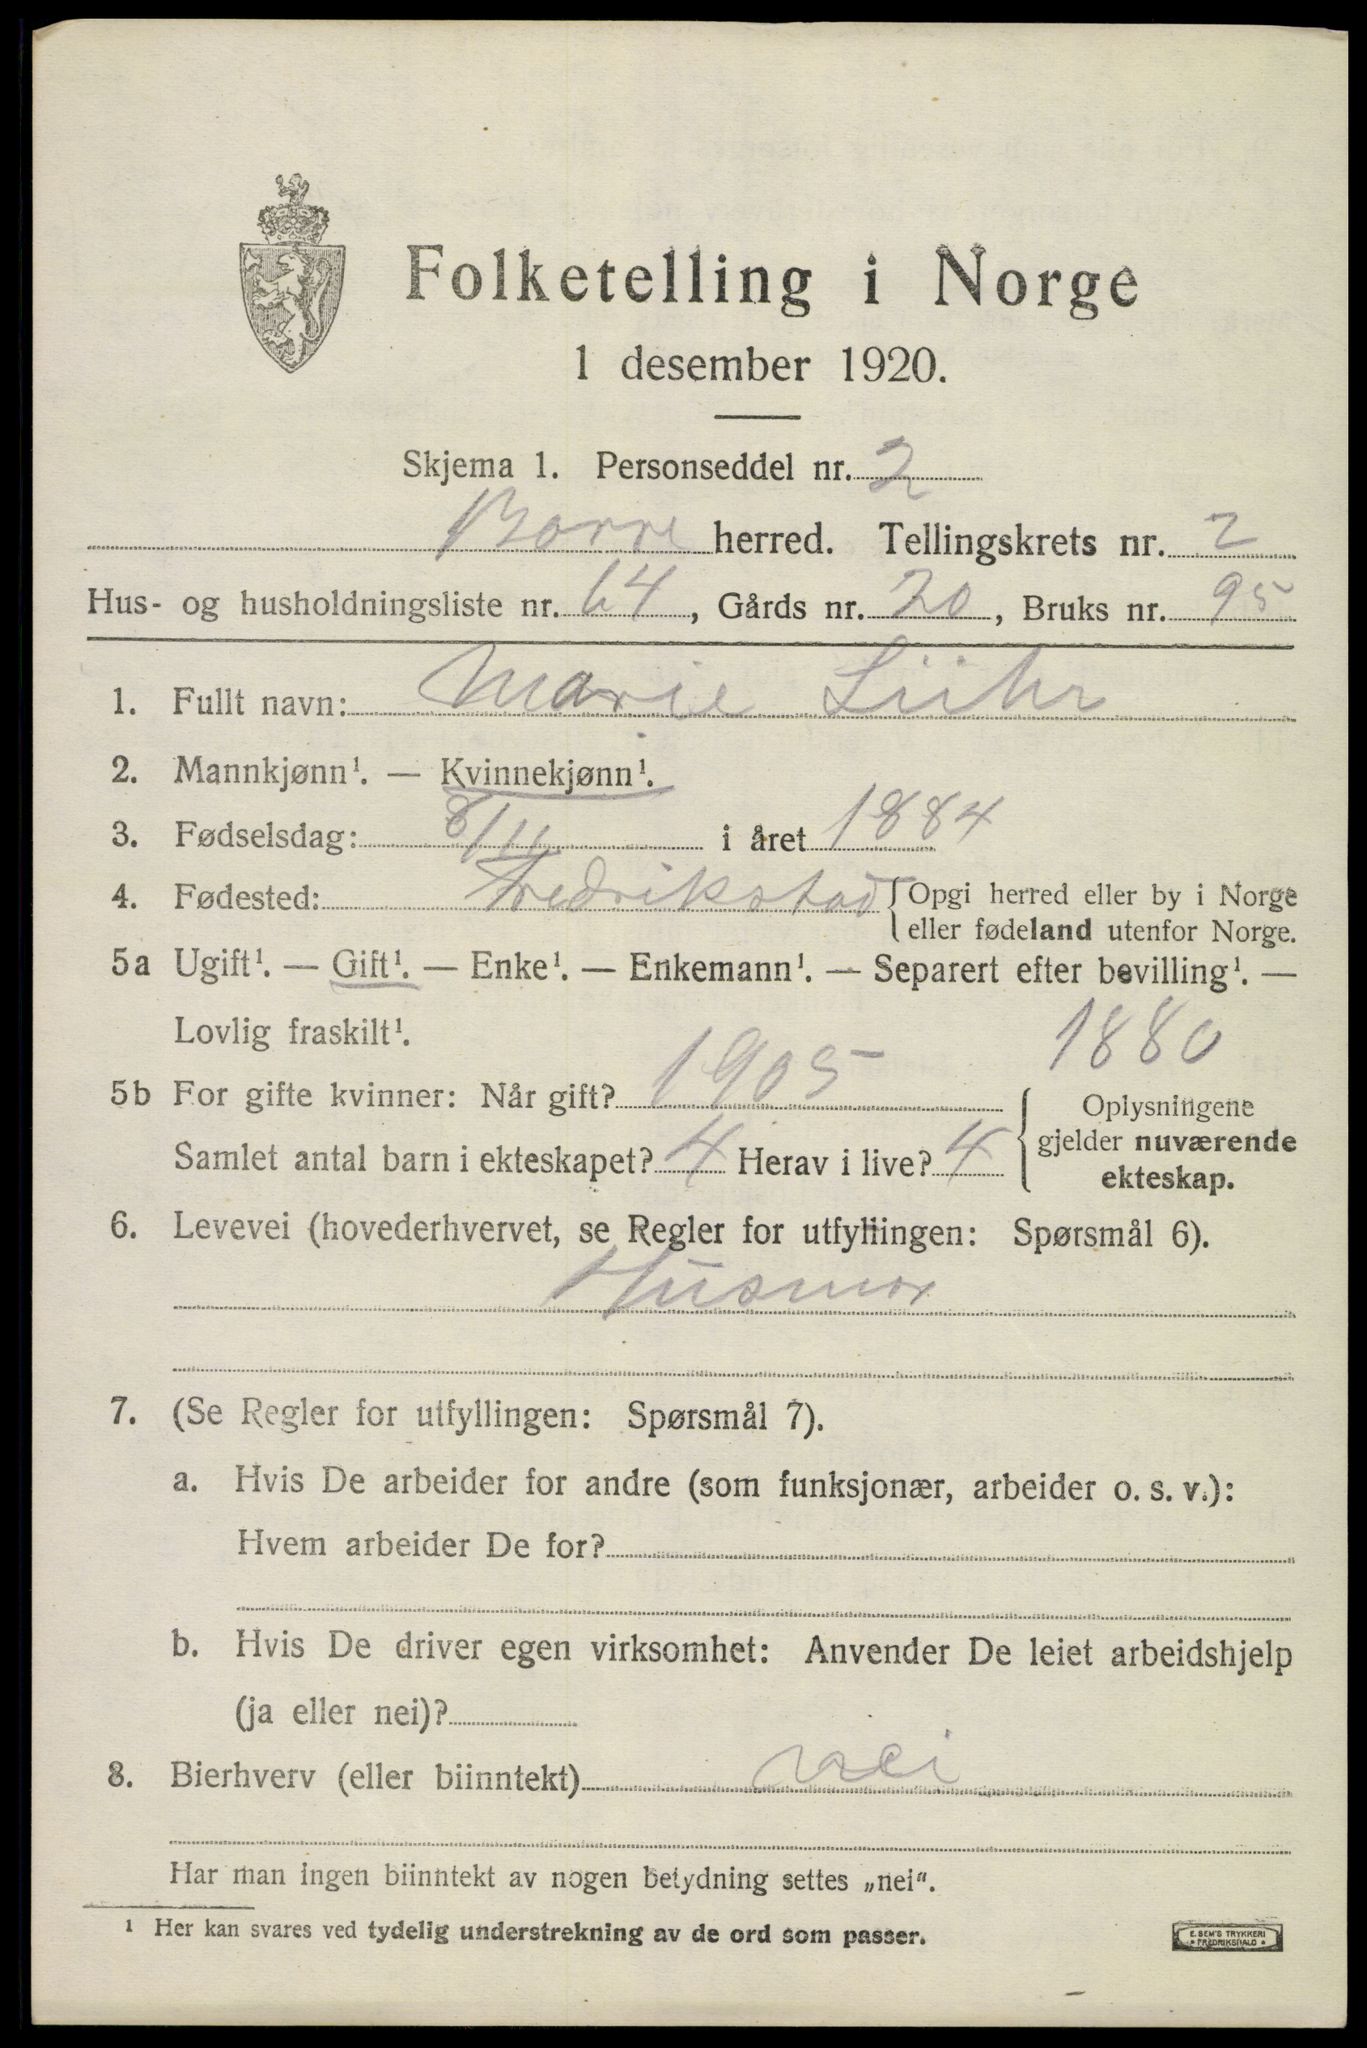 Folketelling i Norge
1 desember 1920.
Skjema 1. Personseddel nr. 2
Borre herred. Tellingskrets nr. 2
Hus- og husholdningsliste nr. 64, Gårds nr. 20, Bruks nr. 95
1. Fullt navn: Marie Lühr
2. Mannkjønn¹. — Kvinnekjønn¹.
3. Fødselsdag: 8/11 i året 1884
4. Fødested: Fredrikstad { Opgi herred eller by i Norge
eller fødeland utenfor Norge.
5a Ugift¹. — Gift¹. — Enke¹. — Enkemann¹. — Separert efter bevilling¹. —
Lovlig fraskilt¹.
1880
5b For gifte kvinner: Når gift? 1905
Samlet antal barn i ekteskapet? 4 Herav i live? 4
{ Oplysningene
gjelder nuværende
ekteskap.
6. Levevei (hovederhvervet, se Regler for utfyllingen: Spørsmål 6).
Husmor
7. (Se Regler for utfyllingen: Spørsmål 7).
a. Hvis De arbeider for andre (som funksjonær, arbeider o. s. v.):
Hvem arbeider De for?
b. Hvis De driver egen virksomhet: Anvender De leiet arbeidshjelp
(ja eller nei)?
8. Bierhverv (eller biinntekt) nei
Har man ingen biinntekt av nogen betydning settes „nei“.
¹ Her kan svares ved tydelig understrekning av de ord som passer.
E. SEM'S TRYKKERI
FREDRIKSHALD